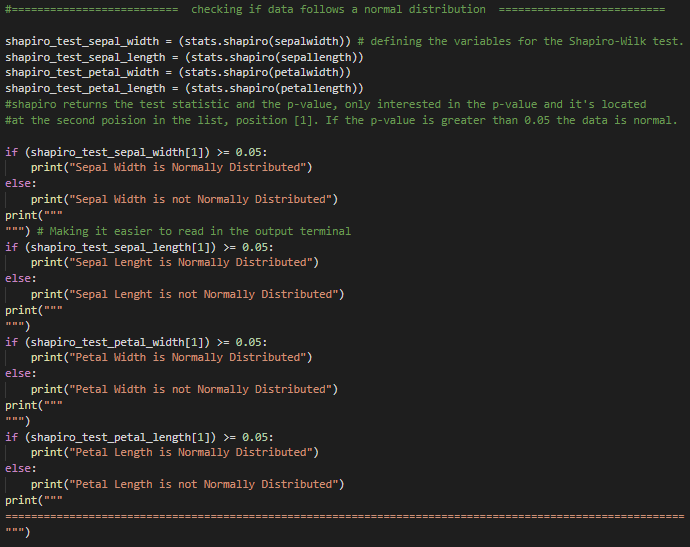 #==========================  checking if data follows a normal distribution  ==========================
shapiro_test_sepal_width = (stats.shapiro(sepalwidth)) # defining the variables for the Shapiro-Wilk test.
shapiro_test_sepal_length = (stats.shapiro(sepallength))
shapiro_test_petal_width = (stats.shapiro(petalwidth))
shapiro_test_petal_length = (stats.shapiro(petallength))
#shapiro returns the test statistic and the p-value, only interested in the p-value and it's located
#at the second poision in the list, position [1]. If the p-value is greater than 0.05 the data is normal.
if (shapiro_test_sepal_width[1]) >= 0.05:
    print("Sepal Width is Normally Distributed")
else:
    print("Sepal Width is not Normally Distributed")
print("""
""") # Making it easier to read in the output terminal
if (shapiro_test_sepal_length[1]) >= 0.05:
    print("Sepal Lenght is Normally Distributed")
else:
    print("Sepal Lenght is not Normally Distributed")
print("""
""")
if (shapiro_test_petal_width[1]) >= 0.05:
    print("Petal Width is Normally Distributed")
else:
    print("Petal Width is not Normally Distributed")
print("""
""")
if (shapiro_test_petal_length[1]) >= 0.05:
    print("Petal Length is Normally Distributed")
else:
    print("Petal Length is not Normally Distributed")
print("""
=========================================================================================================
""")